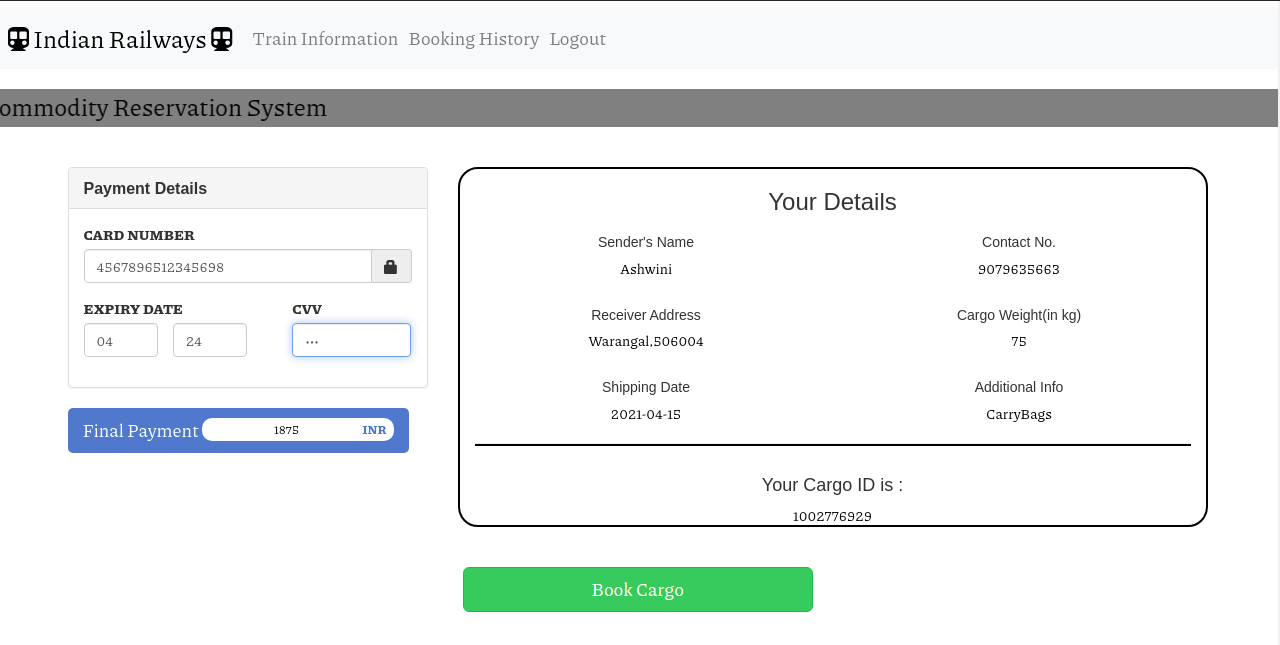 Indian Railways Train Information Booking History Logout
ommodity Reservation System
Payment Details
CARD NUMBER
4567896512345698
EXPIRY DATE CVV
04 24 ...
Final Payment 1875 INR
Your Details
Sender's Name Contact No.
Ashwini 9079635663
Receiver Address Cargo Weight(in kg)
Warangal,506004 75
Shipping Date Additional Info
2021-04-15 CarryBags
Your Cargo ID is :
1002776929
Book Cargo